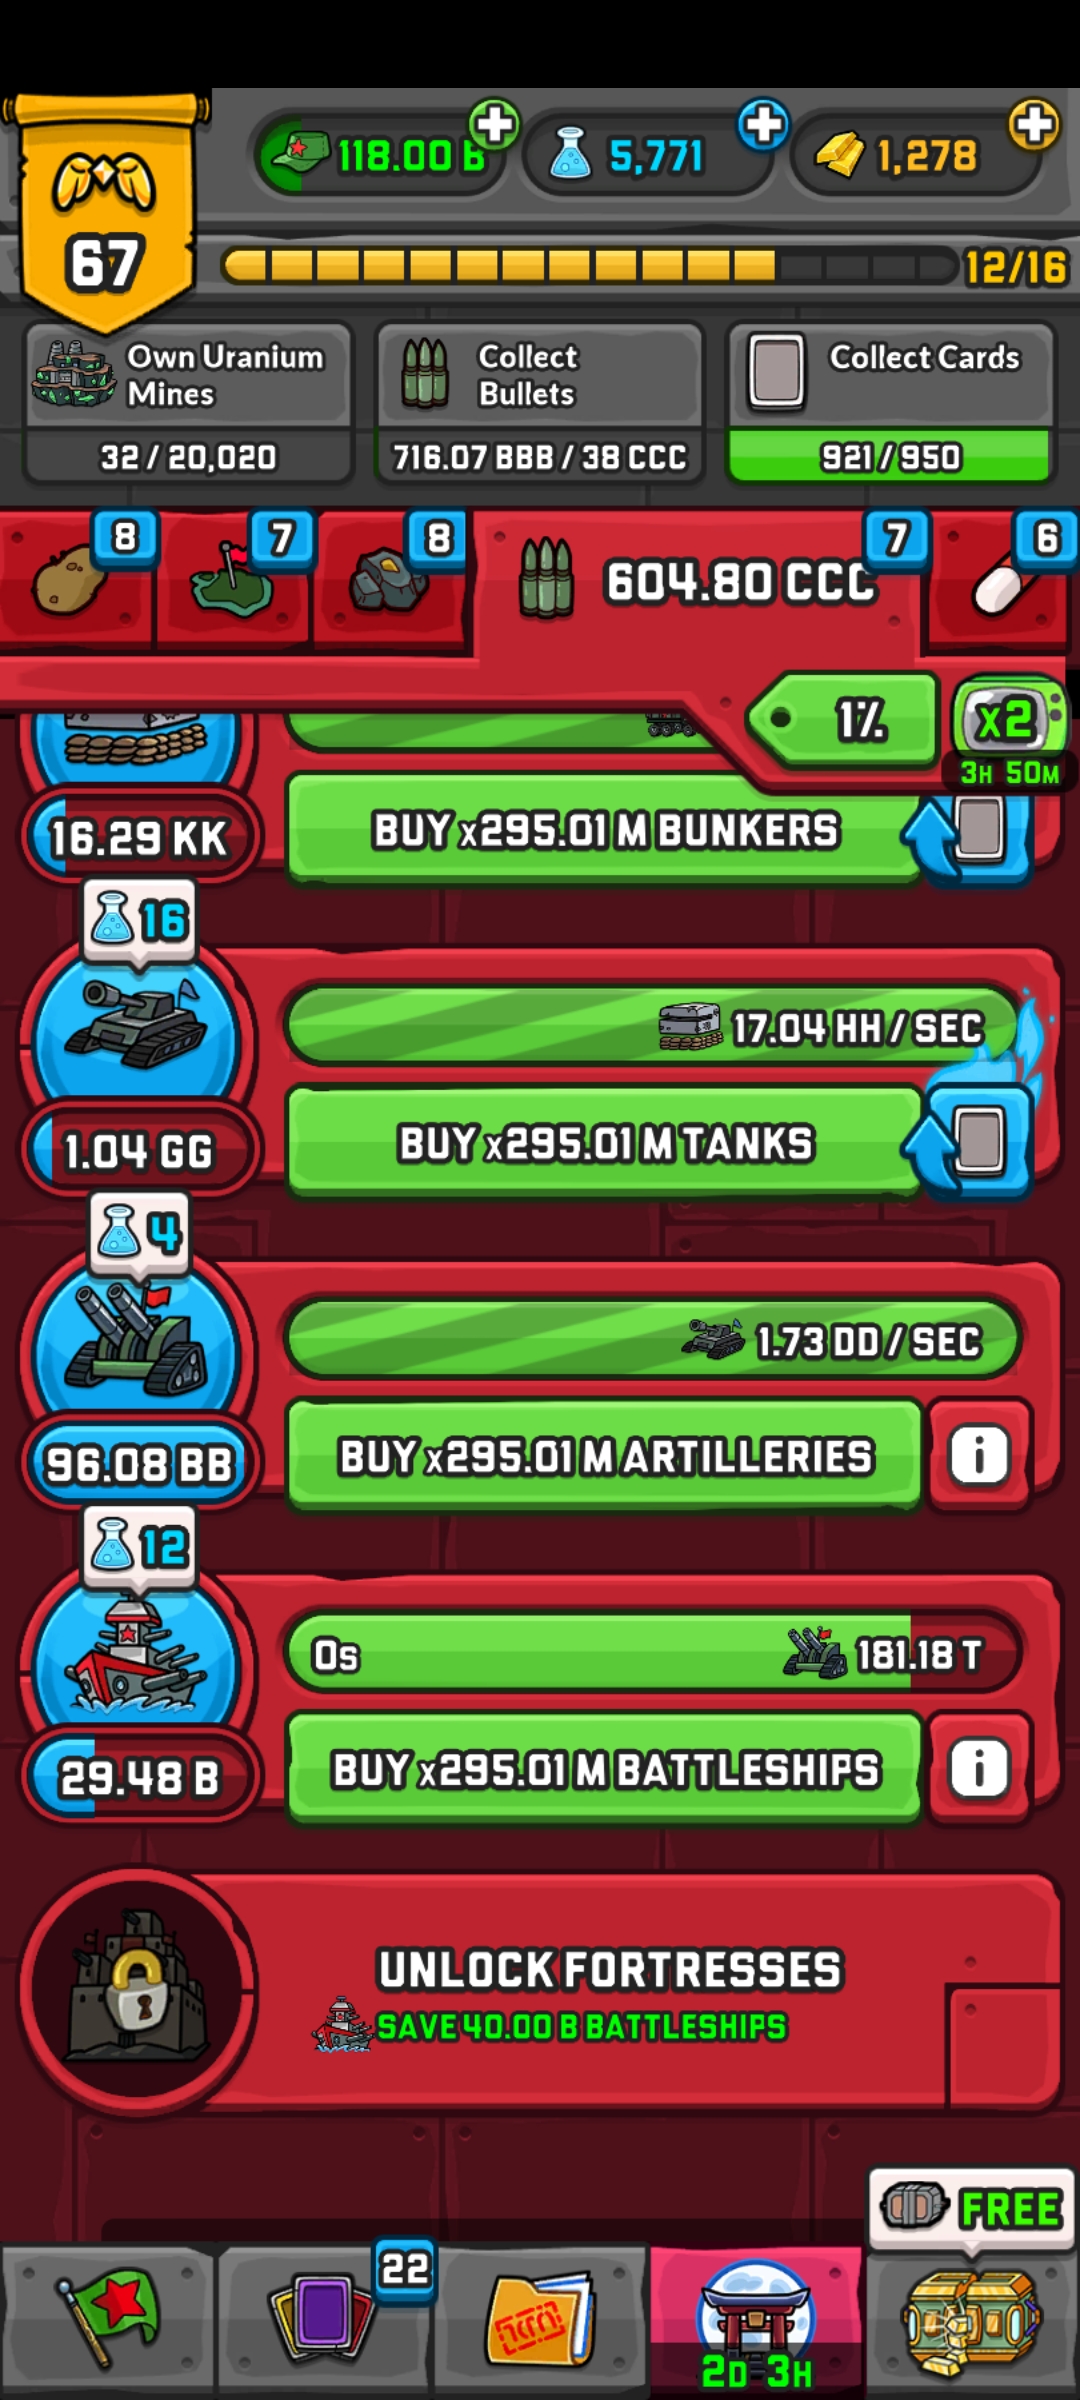 118.00 B
5,771
1,278
67
12/16
Own Uranium
Mines
32 / 20,020
Collect
Bullets
716.07 BBB / 38 CCC
Collect Cards
921 / 950
8
7
8
604.80 CCC
7
6
1%
x2
3H 50M
16.29 KK
BUY x295.01 M BUNKERS
16
17.04 HH / SEC
1.04 GG
BUY x295.01 M TANKS
4
1.73 DD / SEC
96.08 BB
BUY x295.01 M ARTILLERIES
i
12
0s
181.18 T
29.48 B
BUY x295.01 M BATTLESHIPS
i
UNLOCK FORTRESSES
SAVE 40.00 B BATTLESHIPS
FREE
22
2D 3H